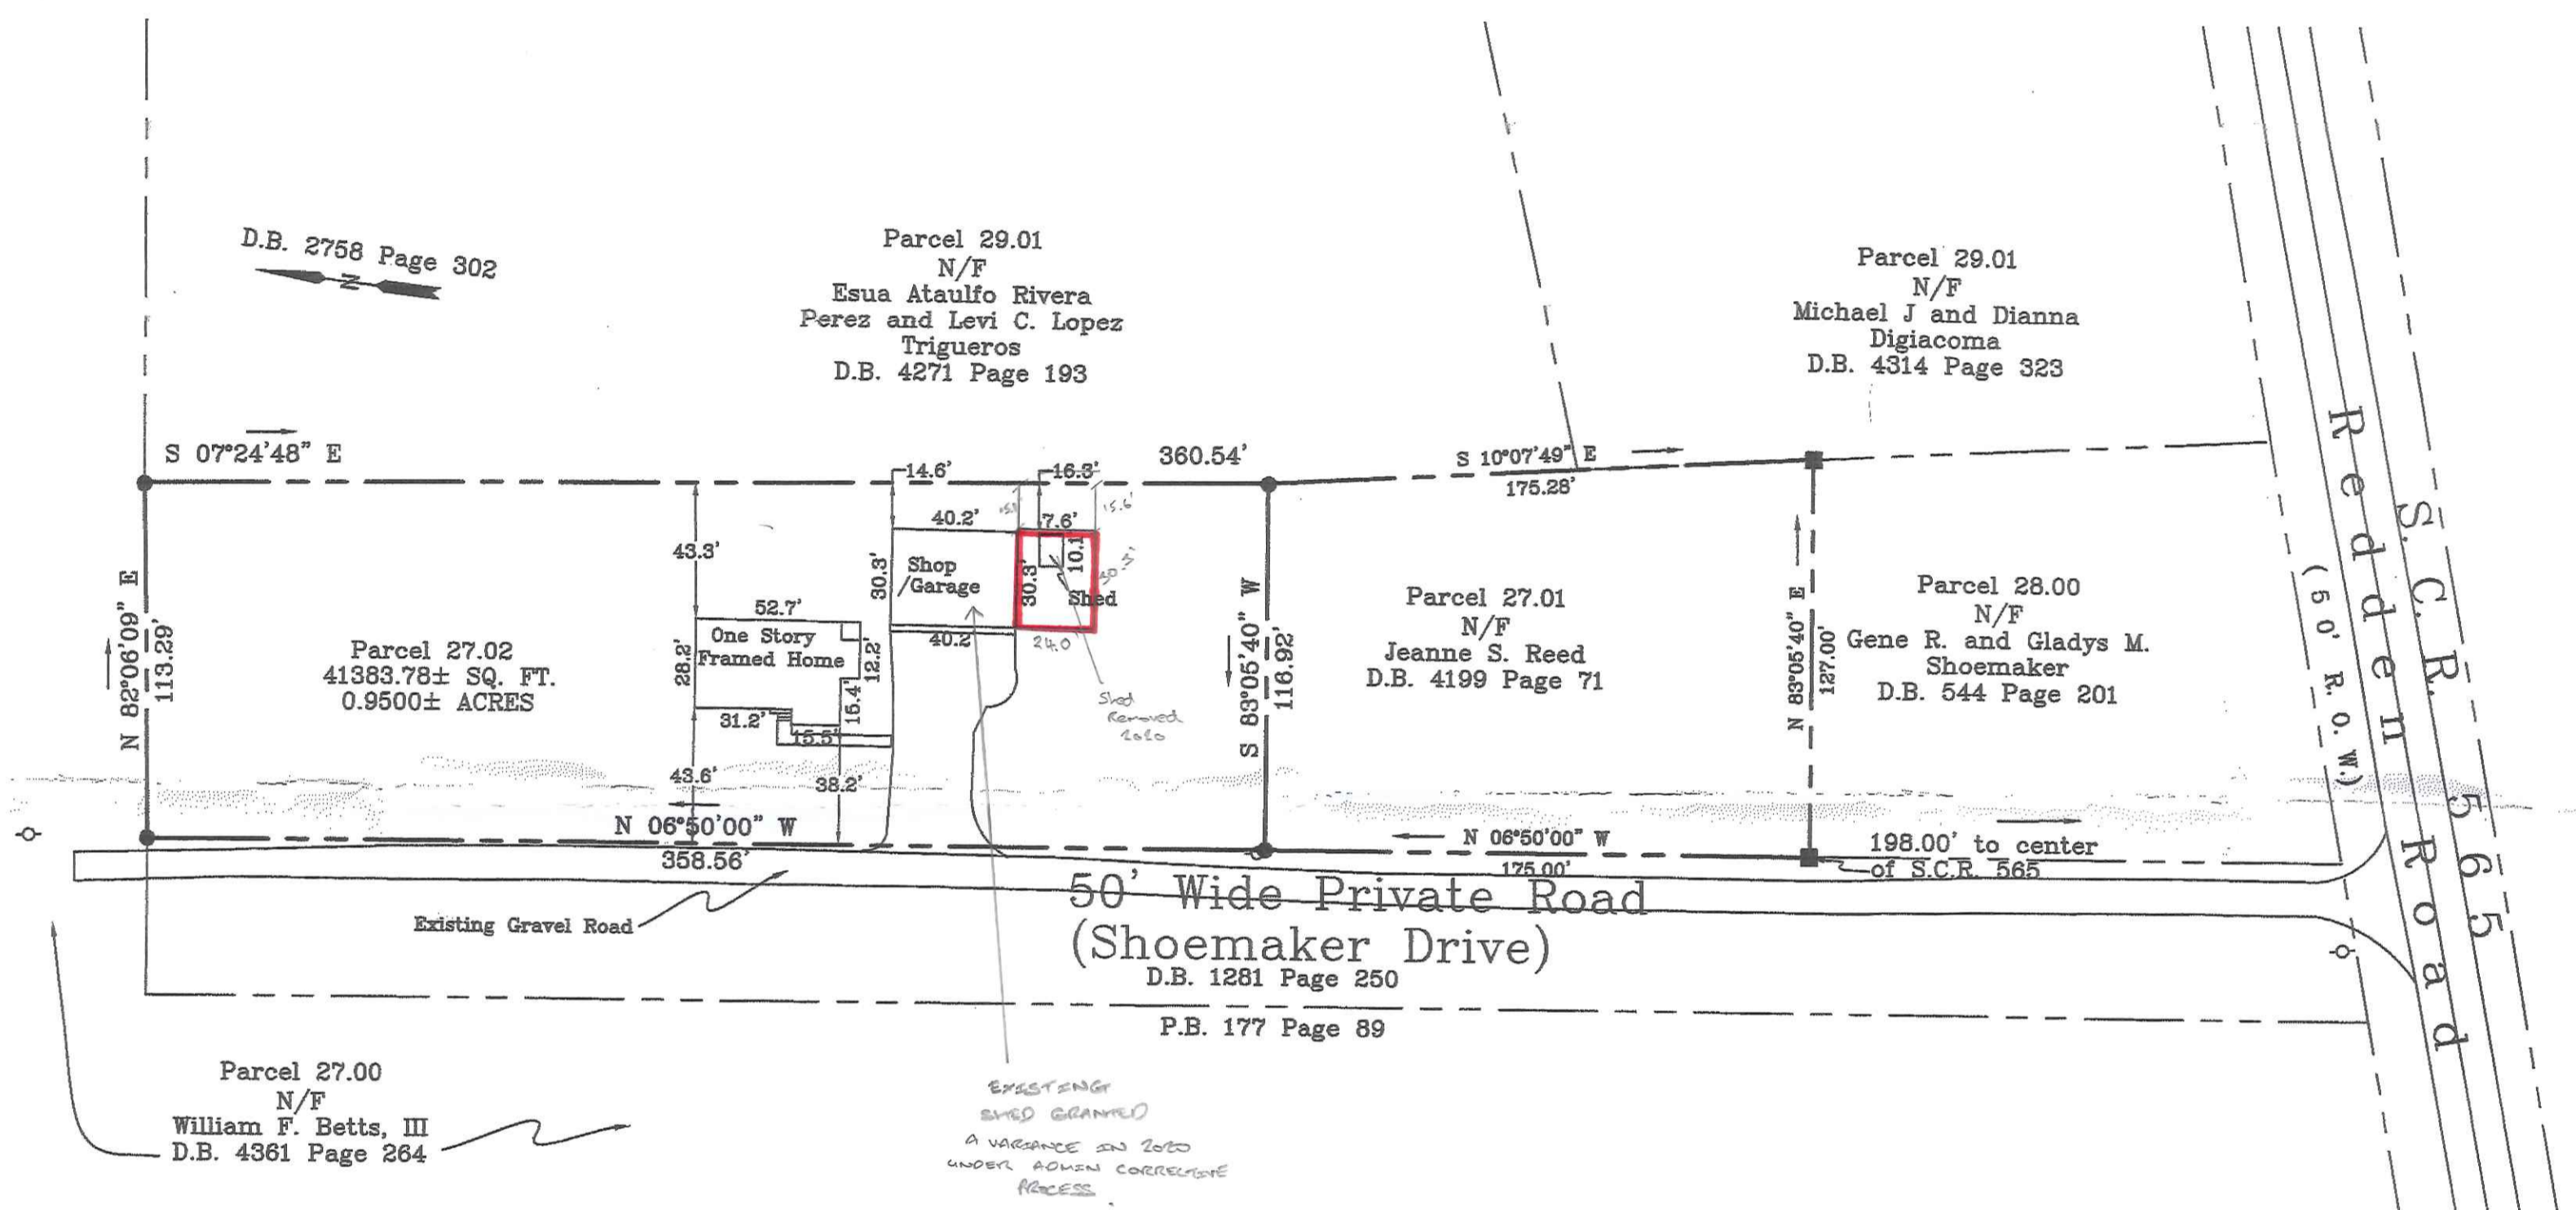 D.B. 2758 Page 302
N
Parcel 29.01
N/F
Esua Ataulfo Rivera
Perez and Levi C. Lopez
Trigueros
D.B. 4271 Page 193
Parcel 29.01
N/F
Michael J and Dianna
Digiacoma
D.B. 4314 Page 323
S 07°24'48" E
360.54'
S 10°07'49" E
175.28'
14.6'
16.3'
15.6'
40.2'
7.6'
43.3'
30.3'
Shop
/Garage
30.3'
10.1
Shed
40.2'
24.0
52.7'
One Story
Framed Home
28.2'
12.2'
15.4'
31.2'
15.5'
43.6'
38.2'
Shed
Removed
2020
N 82°06'09" E
113.29'
Parcel 27.02
41383.78± SQ. FT.
0.9500± ACRES
S 83°05'40" W
116.92'
Parcel 27.01
N/F
Jeanne S. Reed
D.B. 4199 Page 71
N 83°05'40" E
127.00'
Parcel 28.00
N/F
Gene R. and Gladys M.
Shoemaker
D.B. 544 Page 201
Redden Road
S.C.R. 565
(50' R.O.W.)
N 06°50'00" W
358.56'
N 06°50'00" W
175.00'
198.00' to center
of S.C.R. 565
Existing Gravel Road
50' Wide Private Road
(Shoemaker Drive)
D.B. 1281 Page 250
P.B. 177 Page 89
Parcel 27.00
N/F
William F. Betts, III
D.B. 4361 Page 264
EXISTING
SHED GRANTED
A VARIANCE IN 2020
UNDER ADMIN CORRECTIVE
PROCESS.